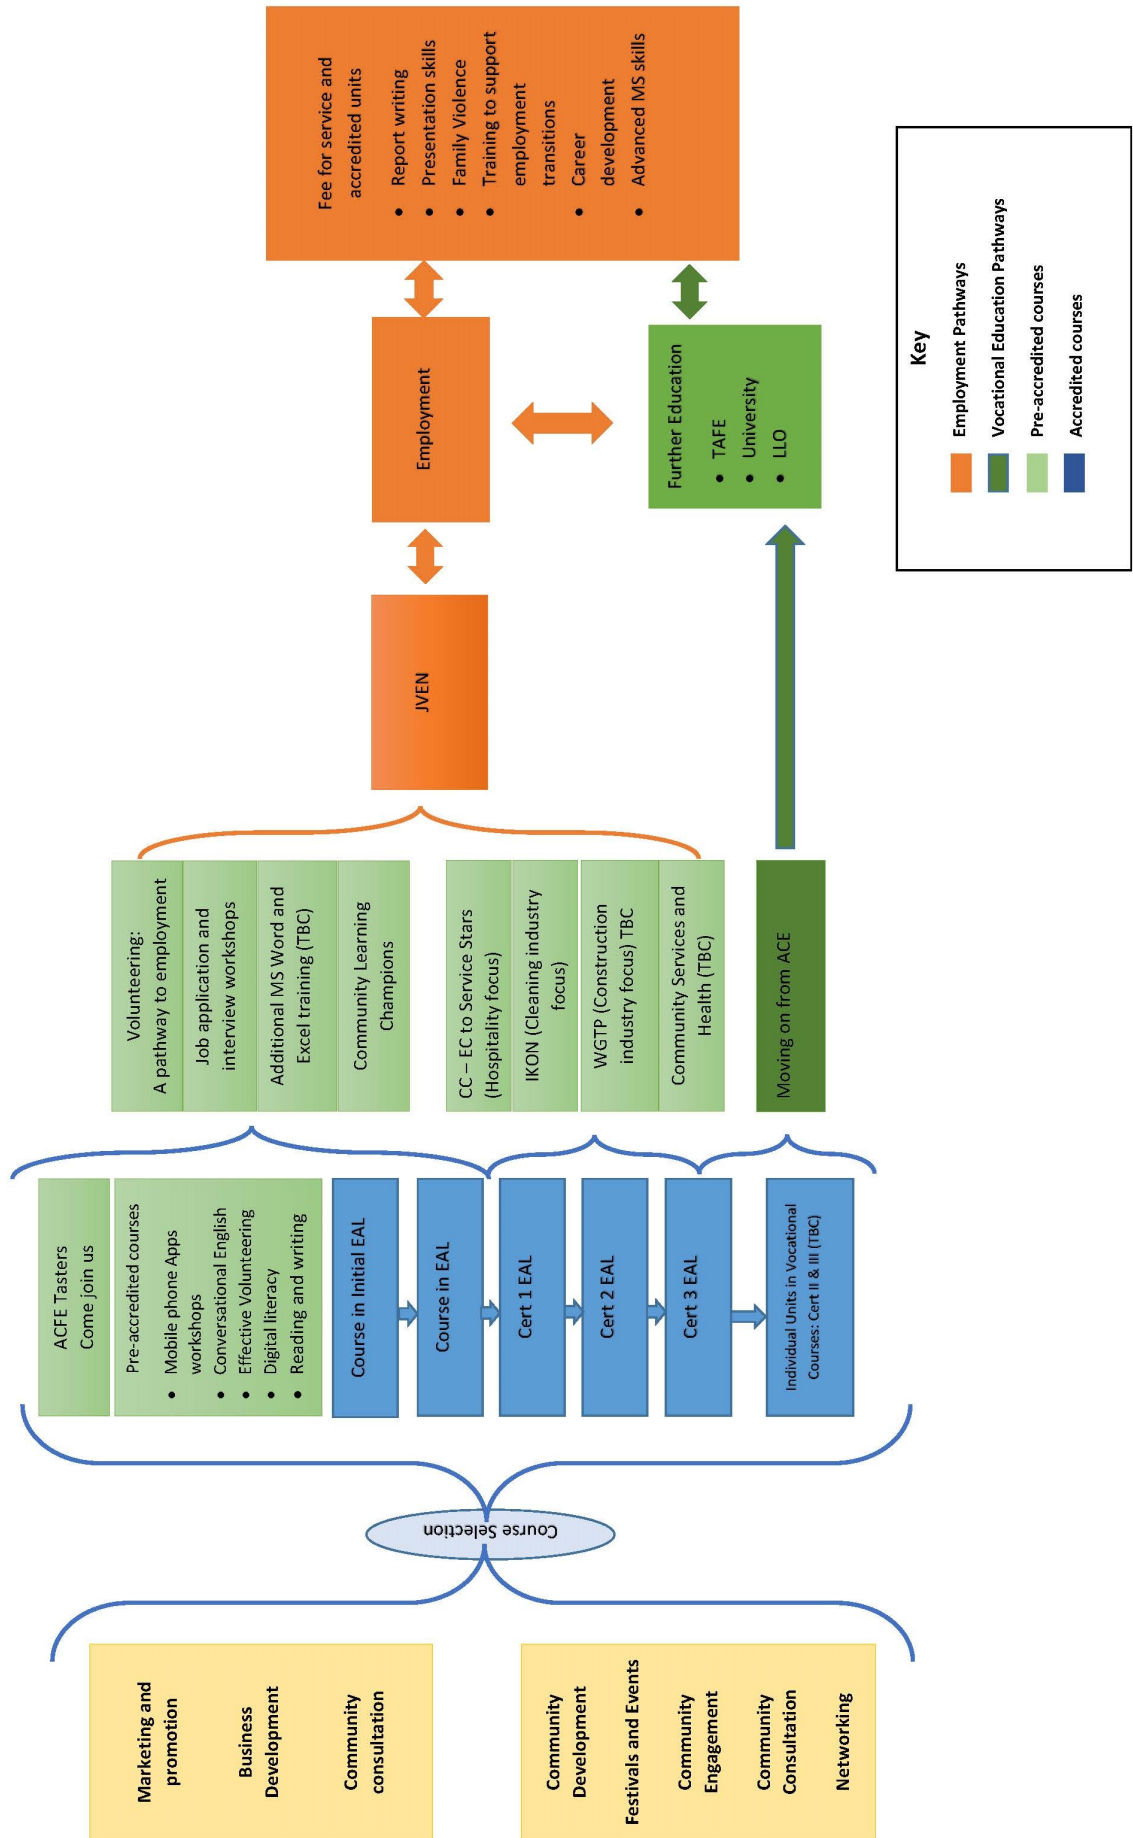 Marketing and
promotion
Business
Development
Community
consultation
Community
Development
Festivals and Events
Community
Engagement
Community
Consultation
Networking
Course Selection
ACFE Tasters
Come join us
Pre-accredited courses
• Mobile phone Apps
workshops
• Conversational English
• Effective Volunteering
• Digital literacy
• Reading and writing
Course in Initial EAL
Course in EAL
Cert 1 EAL
Cert 2 EAL
Cert 3 EAL
Individual Units in Vocational
Courses: Cert II & III (TBC)
Volunteering:
A pathway to employment
Job application and
interview workshops
Additional MS Word and
Excel training (TBC)
Community Learning
Champions
CC – EC to Service Stars
(Hospitality focus)
IKON (Cleaning industry
focus)
WGTP (Construction
industry focus) TBC
Community Services and
Health (TBC)
Moving on from ACE
JVEN
Employment
Further Education
• TAFE
• University
• LLO
Fee for service and
accredited units
• Report writing
• Presentation skills
• Family Violence
• Training to support
employment
transitions
• Career
development
• Advanced MS skills
Key
Employment Pathways
Vocational Education Pathways
Pre-accredited courses
Accredited courses